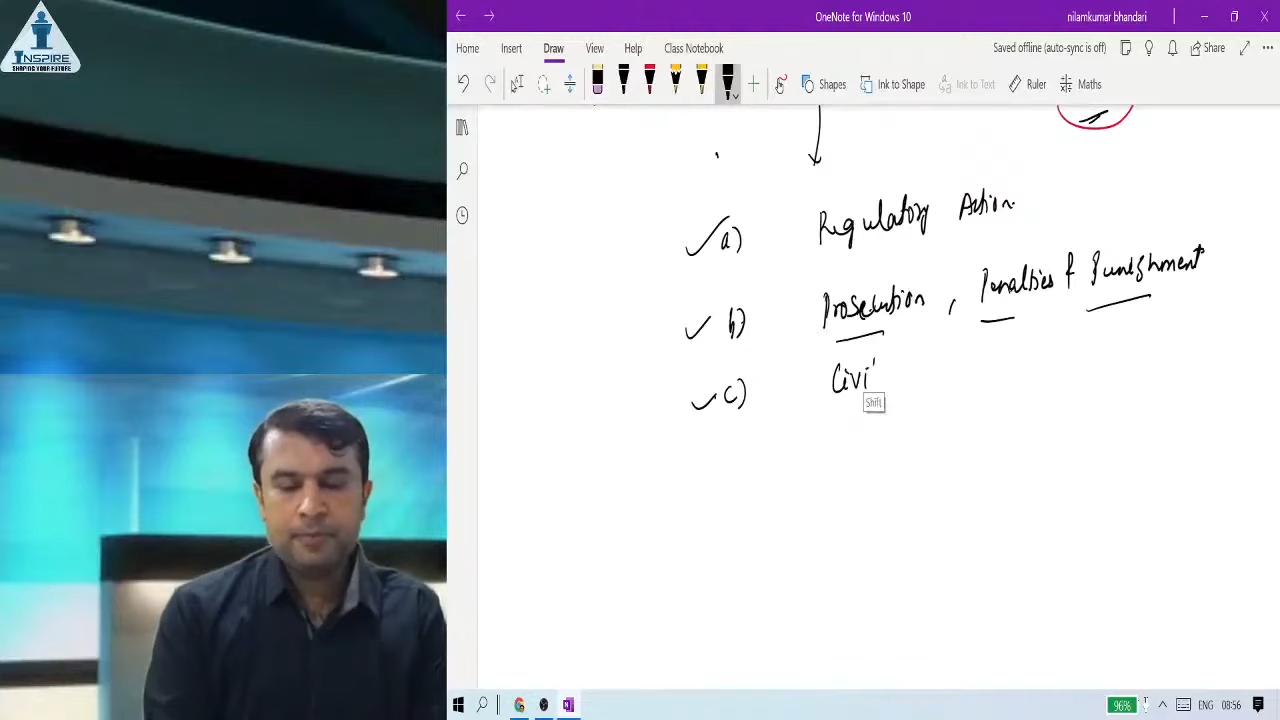 INSPIRE
SHAPING YOUR FUTURE
OneNote for Windows 10
nilamkumar bhandari
Home Insert Draw View Help Class Notebook
Saved offline (auto-sync is off)
Share
Shapes Ink to Shape Ink to Text Ruler Maths
a) Regulatory Action
b) Prosecution , Penalties & Punishment
c) Civi
Shift
96% ENG 08:56